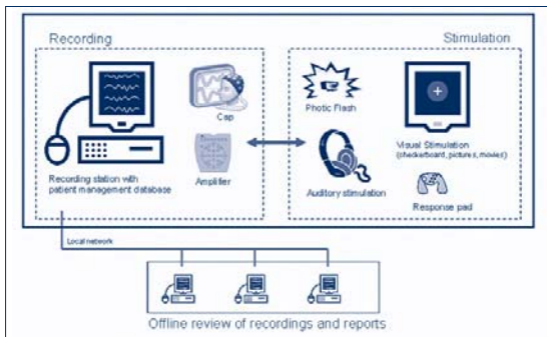 Recording
Stimulation
Cap
Photic Flash
Recording station with
patient management database
Amplifier
Auditory stimulation
Visual Stimulation
(checkerboard, pictures, movies)
Response pad
Local network
Offline review of recordings and reports